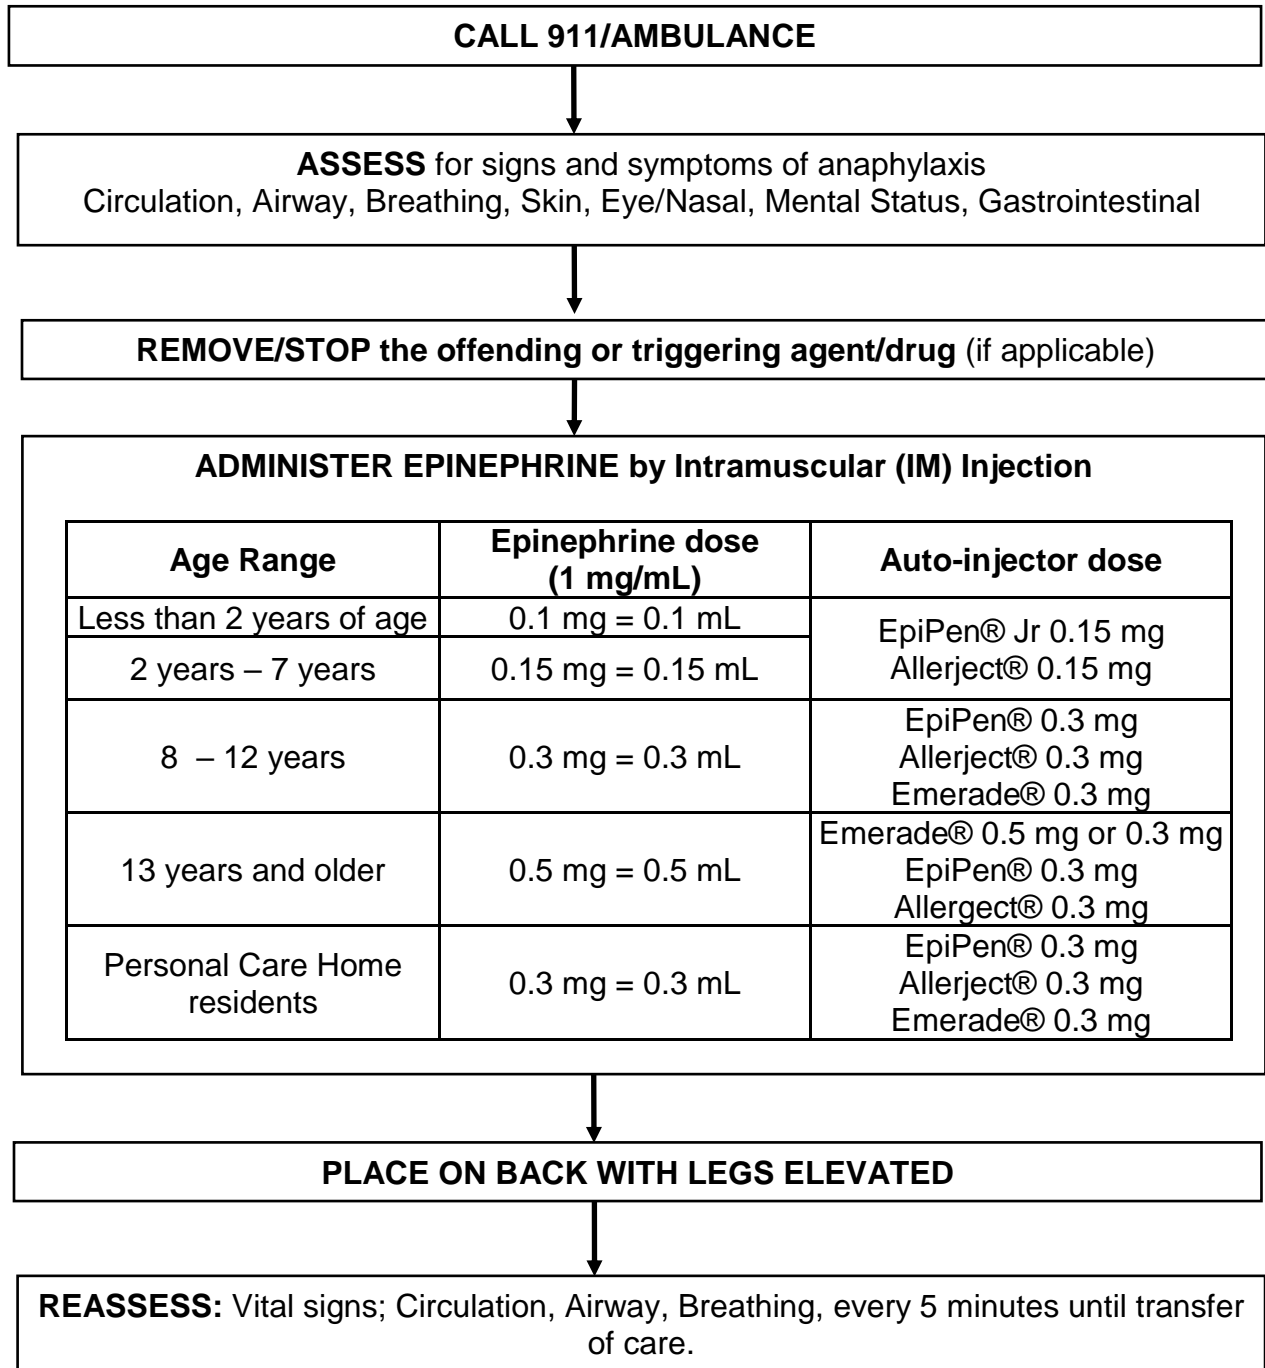 CALL 911/AMBULANCE
ASSESS for signs and symptoms of anaphylaxis
Circulation, Airway, Breathing, Skin, Eye/Nasal, Mental Status, Gastrointestinal
REMOVE/STOP the offending or triggering agent/drug (if applicable)
ADMINISTER EPINEPHRINE by Intramuscular (IM) Injection
Age Range
Epinephrine dose
(1 mg/mL)
Auto-injector dose
Less than 2 years of age
0.1 mg = 0.1 mL
EpiPen® Jr 0.15 mg
Allerject® 0.15 mg
2 years – 7 years
0.15 mg = 0.15 mL
8 – 12 years
0.3 mg = 0.3 mL
EpiPen® 0.3 mg
Allerject® 0.3 mg
Emerade® 0.3 mg
13 years and older
0.5 mg = 0.5 mL
Emerade® 0.5 mg or 0.3 mg
EpiPen® 0.3 mg
Allergect® 0.3 mg
Personal Care Home
residents
0.3 mg = 0.3 mL
EpiPen® 0.3 mg
Allerject® 0.3 mg
Emerade® 0.3 mg
PLACE ON BACK WITH LEGS ELEVATED
REASSESS: Vital signs; Circulation, Airway, Breathing, every 5 minutes until transfer
of care.